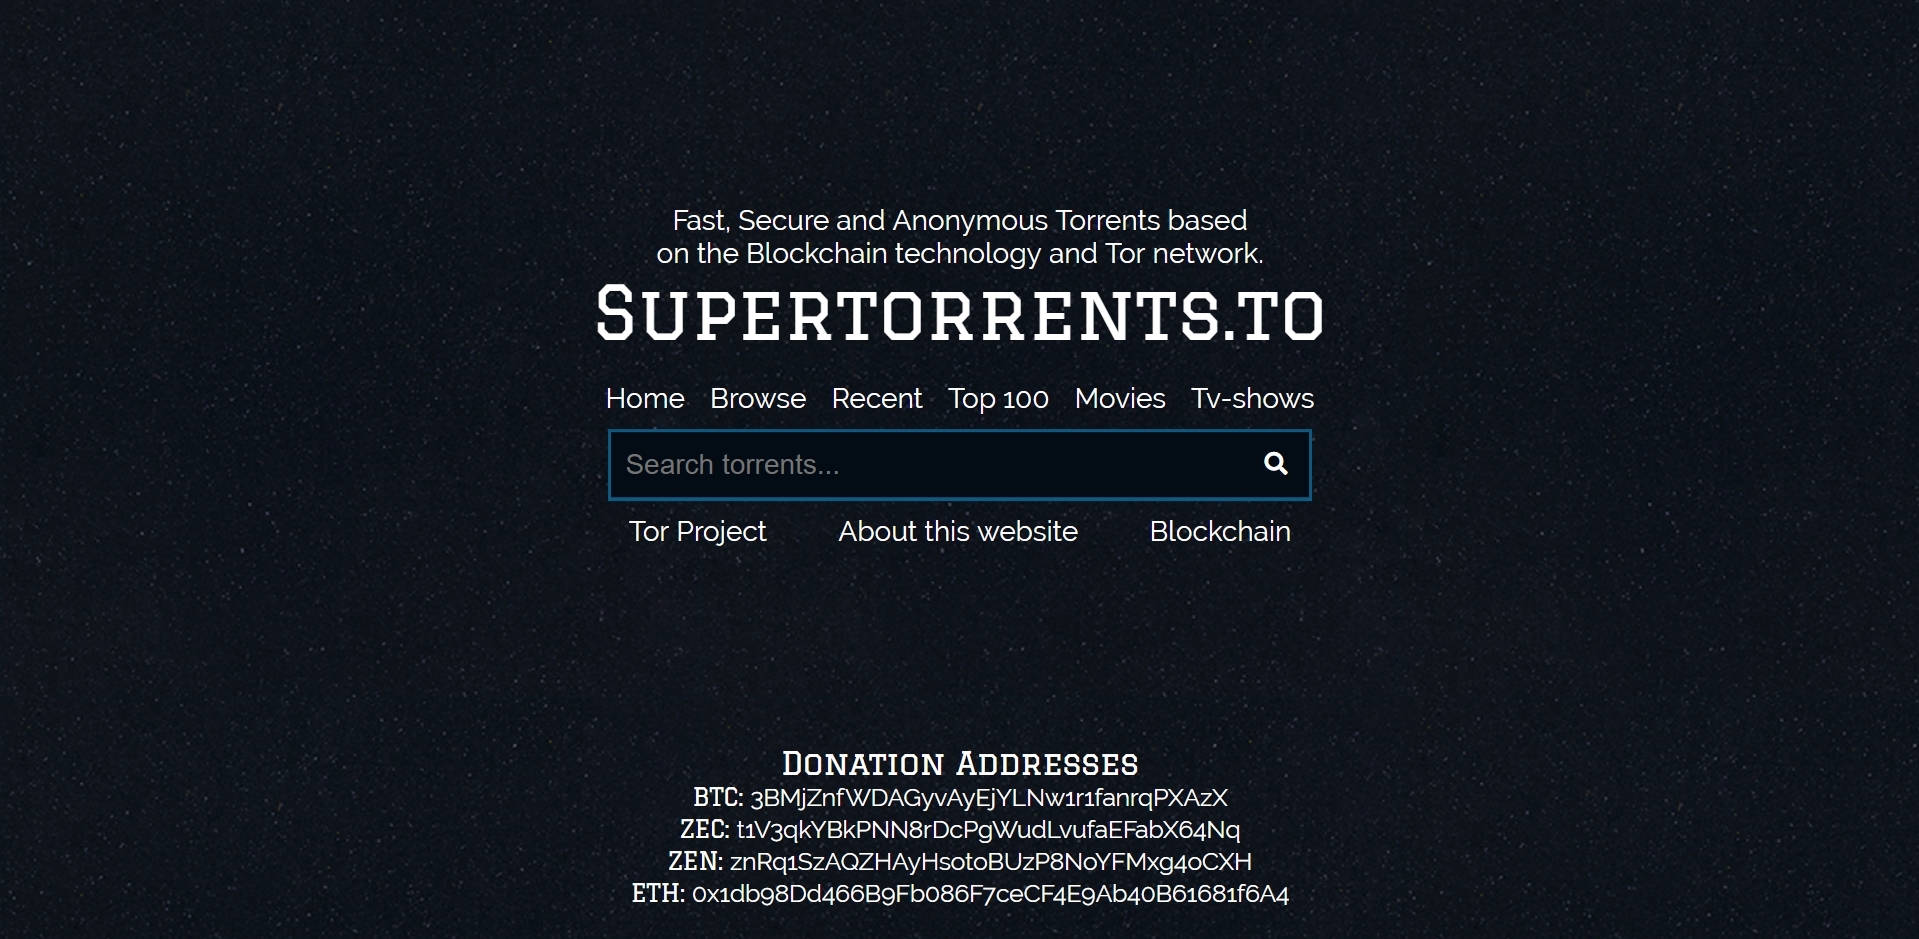 Fast, Secure and Anonymous Torrents based
on the Blockchain technology and Tor network.
Supertorrents.to
Home Browse Recent Top 100 Movies Tv-shows
Search torrents...
Tor Project About this website Blockchain
Donation Addresses
BTC: 3BMjZnfWDAGyvAyEjYLNw1r1fanrqPXAzX
ZEC: t1V3qkYBkPNN8rDcPgWudLvufaEFabX64Nq
ZEN: znRq1SzAQZHAyHsotoBUzP8NoYFMxg4oCXH
ETH: 0x1db98Dd466B9Fb086F7ceCF4E9Ab40B61681f6A4